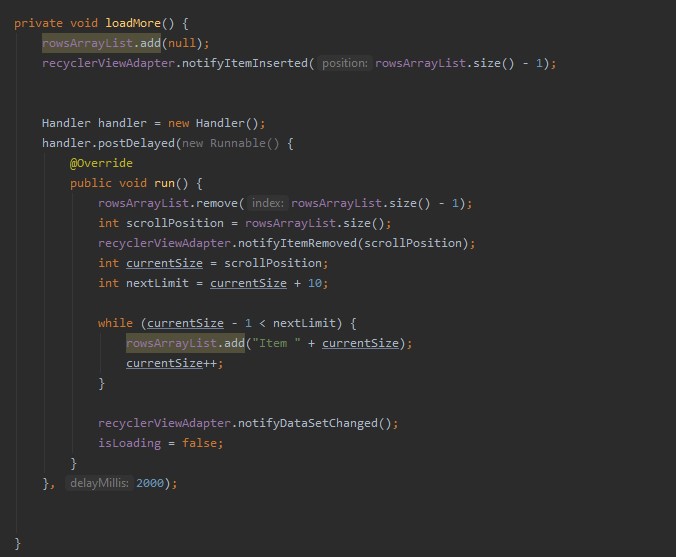 private void loadMore() {
rowsArrayList.add(null);
recyclerViewAdapter.notifyItemInserted( position: rowsArrayList.size() - 1);
Handler handler = new Handler();
handler.postDelayed(new Runnable() {
@Override
public void run() {
rowsArrayList.remove( index: rowsArrayList.size() - 1);
int scrollPosition = rowsArrayList.size();
recyclerViewAdapter.notifyItemRemoved(scrollPosition);
int currentSize = scrollPosition;
int nextLimit = currentSize + 10;
while (currentSize - 1 < nextLimit) {
rowsArrayList.add("Item " + currentSize);
currentSize++;
}
recyclerViewAdapter.notifyDataSetChanged();
isLoading = false;
}
}, delayMillis: 2000);
}